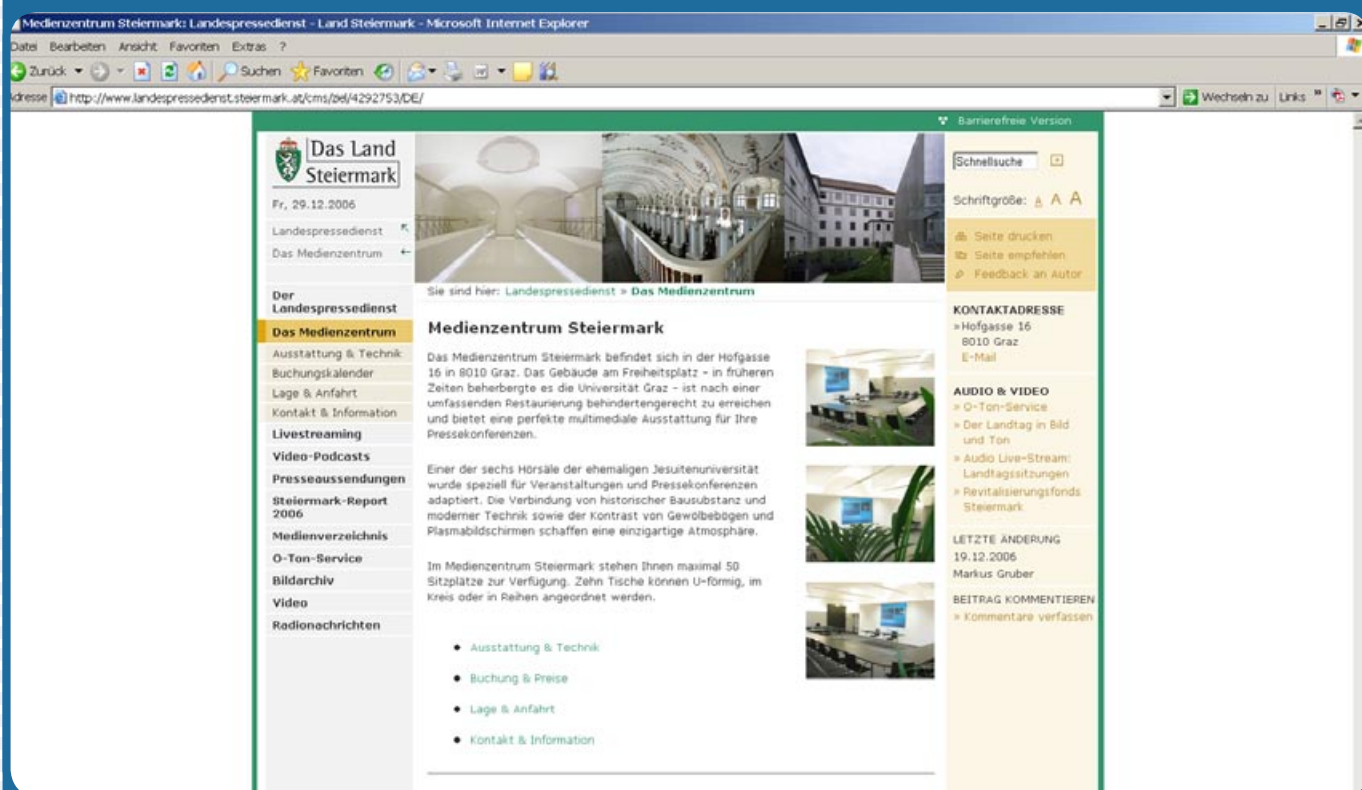 Medienzentrum Steiermark: Landespressedienst - Land Steiermark - Microsoft Internet Explorer
Datei Bearbeiten Ansicht Favoriten Extras ?
Zurück Suchen Favoriten
Adresse http://www.landespressedienst.steiermark.at/cms/ziel/4292753/DE/ Wechseln zu Links »
Barrierefreie Version
Das Land
Steiermark
Fr, 29.12.2006
Landespressedienst
Das Medienzentrum
Der
Landespressedienst
Das Medienzentrum
Ausstattung & Technik
Buchungskalender
Lage & Anfahrt
Kontakt & Information
Livestreaming
Video-Podcasts
Presseaussendungen
Steiermark-Report
2006
Medienverzeichnis
O-Ton-Service
Bildarchiv
Video
Radionachrichten
Sie sind hier: Landespressedienst » Das Medienzentrum
Medienzentrum Steiermark
Das Medienzentrum Steiermark befindet sich in der Hofgasse
16 in 8010 Graz. Das Gebäude am Freiheitsplatz – in früheren
Zeiten beherbergte es die Universität Graz – ist nach einer
umfassenden Restaurierung behindertengerecht zu erreichen
und bietet eine perfekte multimediale Ausstattung für Ihre
Pressekonferenzen.
Einer der sechs Hörsäle der ehemaligen Jesuitenuniversität
wurde speziell für Veranstaltungen und Pressekonferenzen
adaptiert. Die Verbindung von historischer Bausubstanz und
moderner Technik sowie der Kontrast von Gewölbebögen und
Plasmabildschirmen schaffen eine einzigartige Atmosphäre.
Im Medienzentrum Steiermark stehen Ihnen maximal 50
Sitzplätze zur Verfügung. Zehn Tische können U-förmig, im
Kreis oder in Reihen angeordnet werden.
• Ausstattung & Technik
• Buchung & Preise
• Lage & Anfahrt
• Kontakt & Information
Schnellsuche
Schriftgröße: A A A
Seite drucken
Seite empfehlen
Feedback an Autor
KONTAKTADRESSE
» Hofgasse 16
8010 Graz
E-Mail
AUDIO & VIDEO
» O-Ton-Service
» Der Landtag in Bild
und Ton
» Audio Live-Stream:
Landtagssitzungen
» Revitalisierungsfonds
Steiermark
LETZTE ÄNDERUNG
19.12.2006
Markus Gruber
BEITRAG KOMMENTIEREN
» Kommentare verfassen